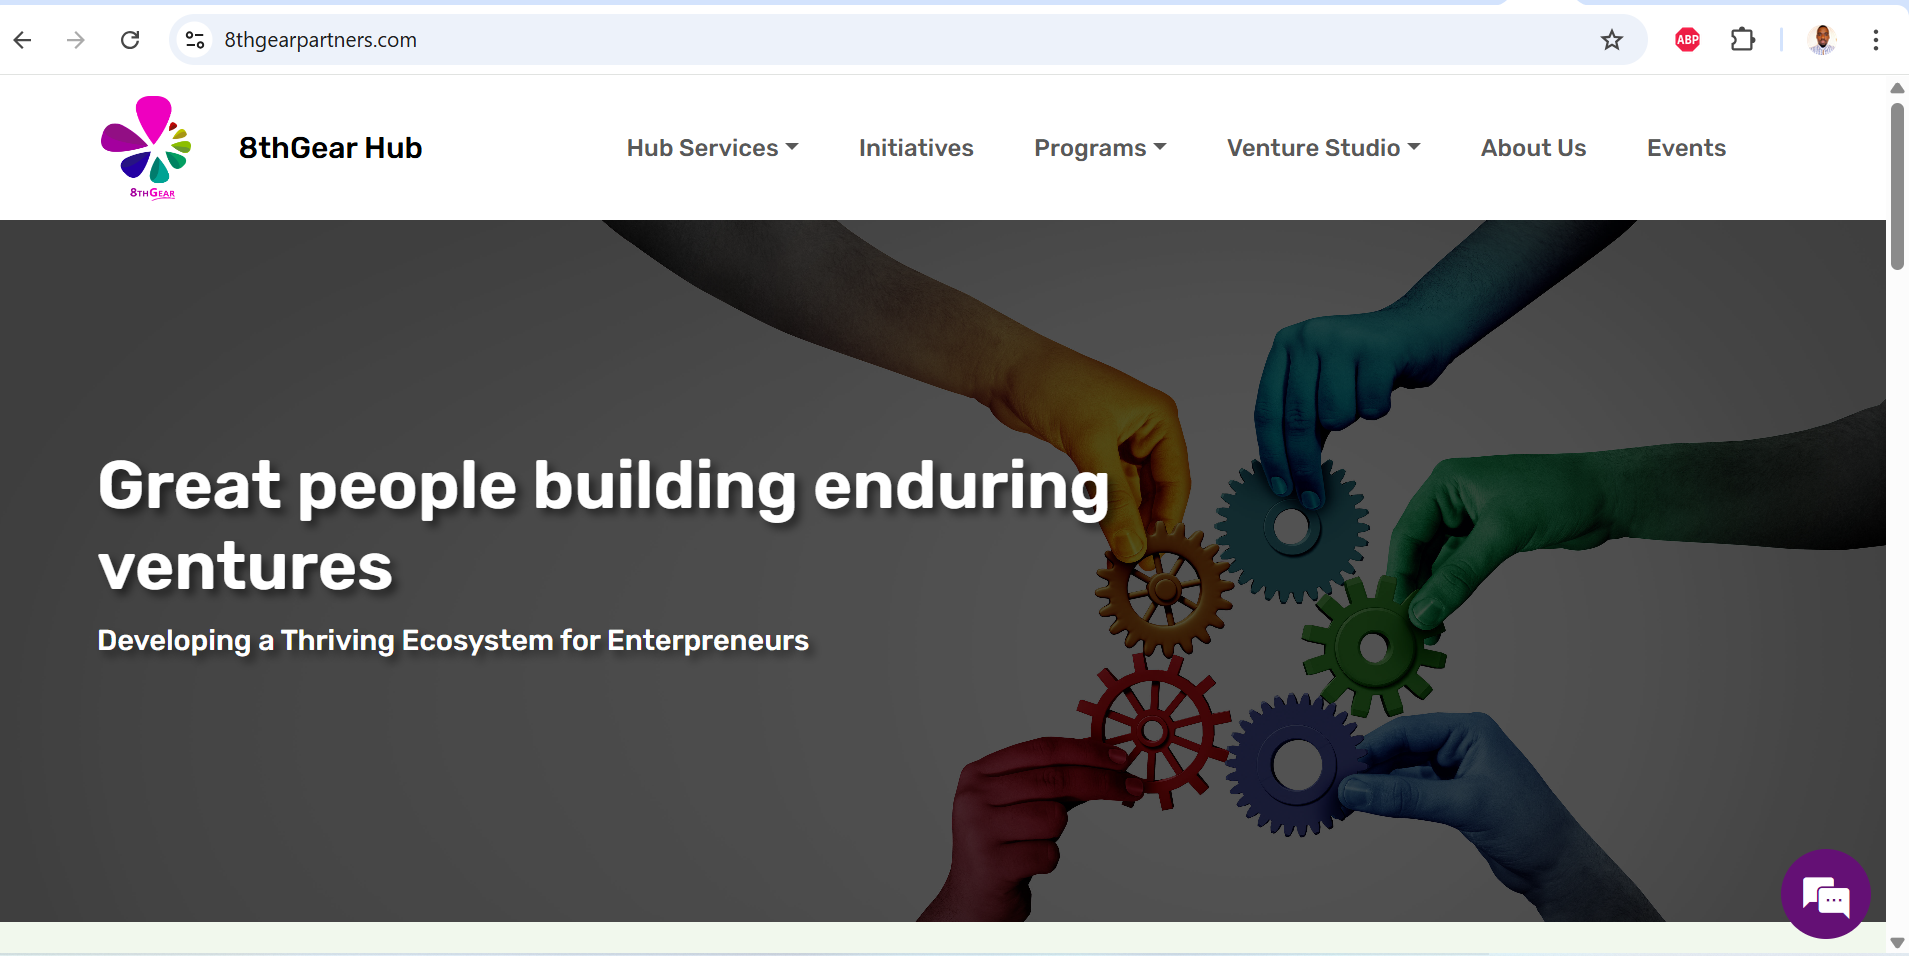 8thgearpartners.com
ABP
8THGEAR
8thGear Hub
Hub Services
Initiatives
Programs
Venture Studio
About Us
Events
Great people building enduring
ventures
Developing a Thriving Ecosystem for Enterpreneurs